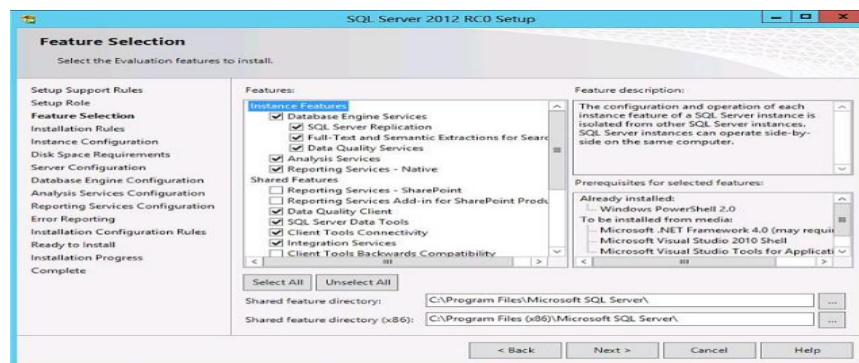 SQL Server 2012 RC0 Setup
Feature Selection
Select the Evaluation features to install.
Setup Support Rules
Setup Role
Feature Selection
Installation Rules
Instance Configuration
Disk Space Requirements
Server Configuration
Database Engine Configuration
Analysis Services Configuration
Reporting Services Configuration
Error Reporting
Installation Configuration Rules
Ready to Install
Installation Progress
Complete
Features:
Instance Features
Database Engine Services
SQL Server Replication
Full-Text and Semantic Extractions for Searc
Data Quality Services
Analysis Services
Reporting Services - Native
Shared Features
Reporting Services - SharePoint
Reporting Services Add-in for SharePoint Produ
Data Quality Client
SQL Server Data Tools
Client Tools Connectivity
Integration Services
Client Tools Backwards Compatibility
Feature description:
The configuration and operation of each
instance feature of a SQL Server instance is
isolated from other SQL Server instances.
SQL Server instances can operate side-by-
side on the same computer.
Prerequisites for selected features:
Already installed:
Windows PowerShell 2.0
To be installed from media:
Microsoft .NET Framework 4.0 (may requi
Microsoft Visual Studio 2010 Shell
Microsoft Visual Studio Tools for Applicati
Select All
Unselect All
Shared feature directory:
C:\Program Files\Microsoft SQL Server\
...
Shared feature directory (x86):
C:\Program Files (x86)\Microsoft SQL Server\
...
< Back
Next >
Cancel
Help